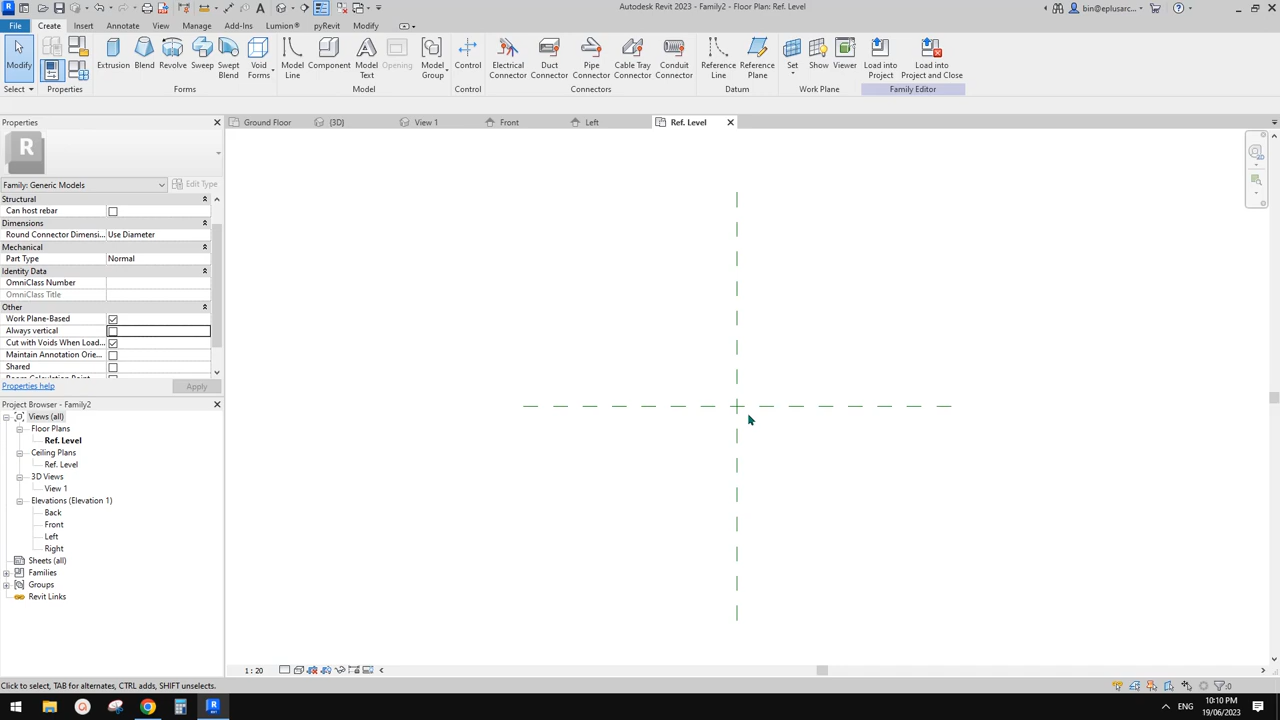 Autodesk Revit 2023 - Family2 - Floor Plan: Ref. Level
bin@eplusarc...
File Create Insert Annotate View Manage Add-Ins Lumion® pyRevit Modify
Modify Extrusion Blend Revolve Sweep Swept Blend Void Forms Model Line Component Model Text Opening Model Group Control Electrical Connector Duct Connector Pipe Connector Cable Tray Connector Conduit Connector Reference Line Reference Plane Set Show Viewer Load into Project Load into Project and Close
Select Properties Forms Model Control Connectors Datum Work Plane Family Editor
Properties
Ground Floor {3D} View 1 Front Left Ref. Level
R
Family: Generic Models Edit Type
Structural
Can host rebar
Dimensions
Round Connector Dimensi... Use Diameter
Mechanical
Part Type Normal
Identity Data
OmniClass Number
OmniClass Title
Other
Work Plane-Based
Always vertical
Cut with Voids When Load...
Maintain Annotation Orie...
Shared
Properties help Apply
Project Browser - Family2
Views (all)
Floor Plans
Ref. Level
Ceiling Plans
Ref. Level
3D Views
View 1
Elevations (Elevation 1)
Back
Front
Left
Right
Sheets (all)
Families
Groups
Revit Links
1 : 20
Click to select, TAB for alternates, CTRL adds, SHIFT unselects. :0
ENG 10:10 PM
19/06/2023